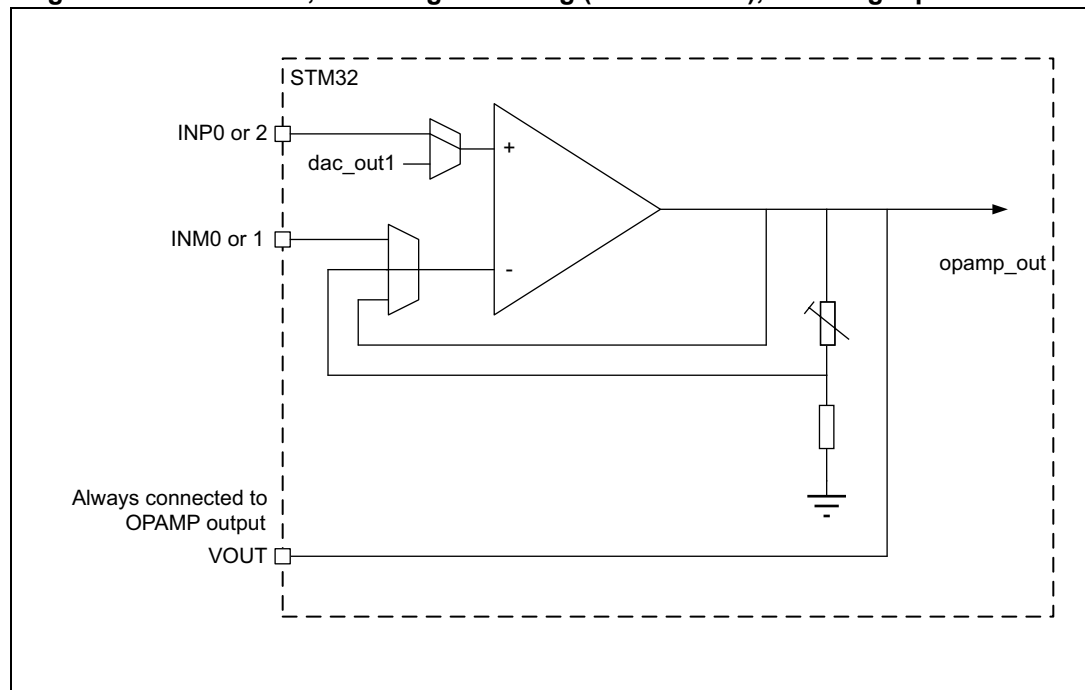 STM32
INP0 or 2
dac_out1
+
INM0 or 1
-
opamp_out
Always connected to
OPAMP output
VOUT